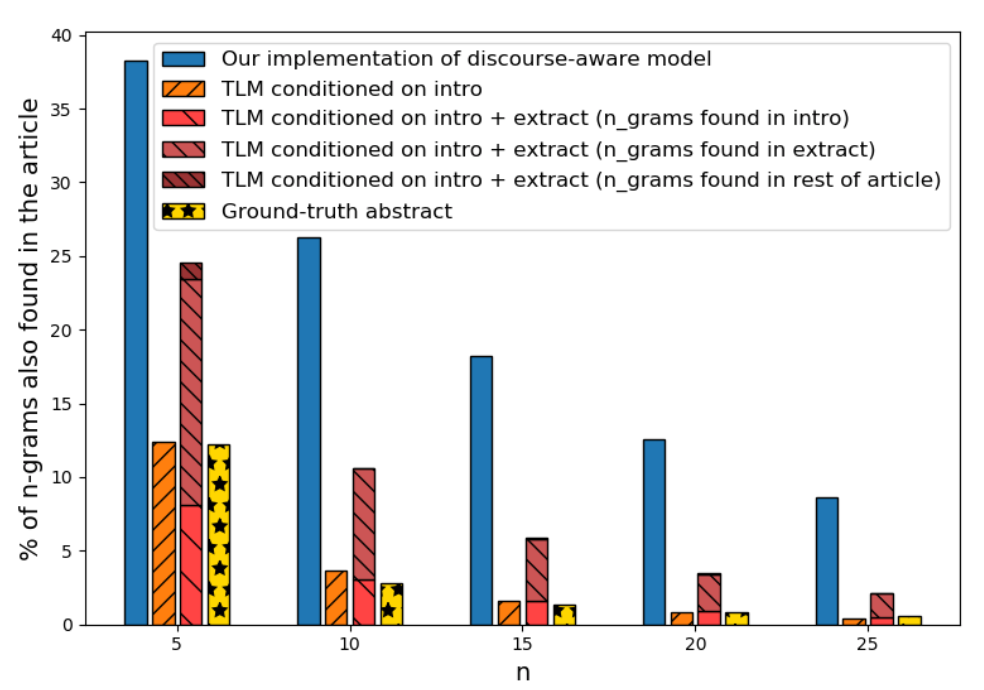 40
35
30
25
20
15
10
5
0
% of n-grams also found in the article
Our implementation of discourse-aware model
TLM conditioned on intro
TLM conditioned on intro + extract (n_grams found in intro)
TLM conditioned on intro + extract (n_grams found in extract)
TLM conditioned on intro + extract (n_grams found in rest of article)
Ground-truth abstract
5 10 15 20 25
n